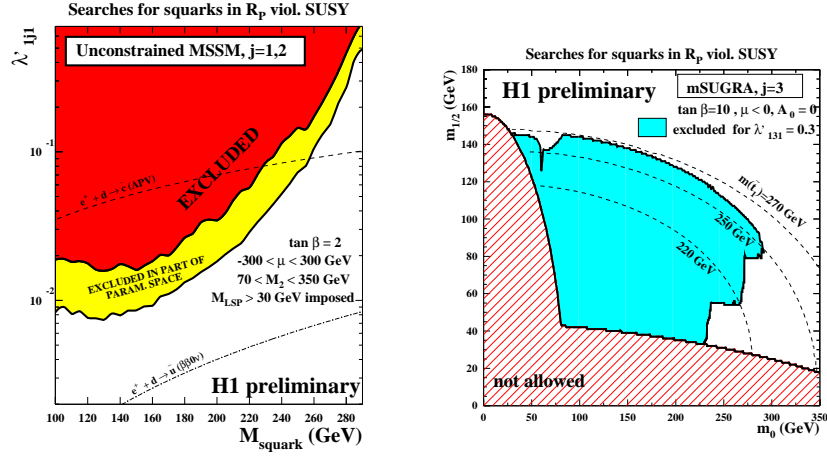 Searches for squarks in R_P viol. SUSY
λ'_1j1
Unconstrained MSSM, j=1,2
EXCLUDED
e⁺ + d → c̃ (APV)
EXCLUDED IN PART OF
PARAM. SPACE
tan β = 2
-300 < μ < 300 GeV
70 < M₂ < 350 GeV
M_LSP > 30 GeV imposed
e⁺ + d → ũ (ββ0ν)
H1 preliminary
10⁻¹
10⁻²
100 120 140 160 180 200 220 240 260 280
M_squark (GeV)
Searches for squarks in R_P viol. SUSY
m_1/2 (GeV)
H1 preliminary
mSUGRA, j=3
tan β=10 , μ<0, A₀ = 0
excluded for λ'_131 = 0.3
m(t̃₁)=270 GeV
250 GeV
220 GeV
not allowed
180
160
140
120
100
80
60
40
20
0
0 50 100 150 200 250 300 350
m₀ (GeV)